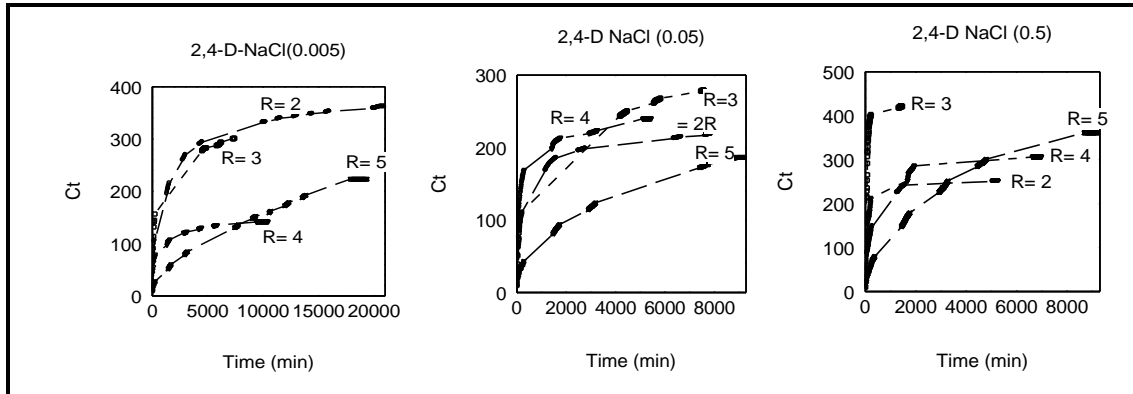 2,4-D-NaCl(0.005)
400
300
200
100
0
Ct
R= 2
R= 3
R= 5
R= 4
0 5000 10000 15000 20000
Time (min)
2,4-D NaCl (0.05)
300
200
100
0
Ct
R= 4
R=3
= 2R
R= 5
0 2000 4000 6000 8000
Time (min)
2,4-D NaCl (0.5)
500
400
300
200
100
0
Ct
R= 3
R= 5
R= 4
R= 2
0 2000 4000 6000 8000
Time (min)